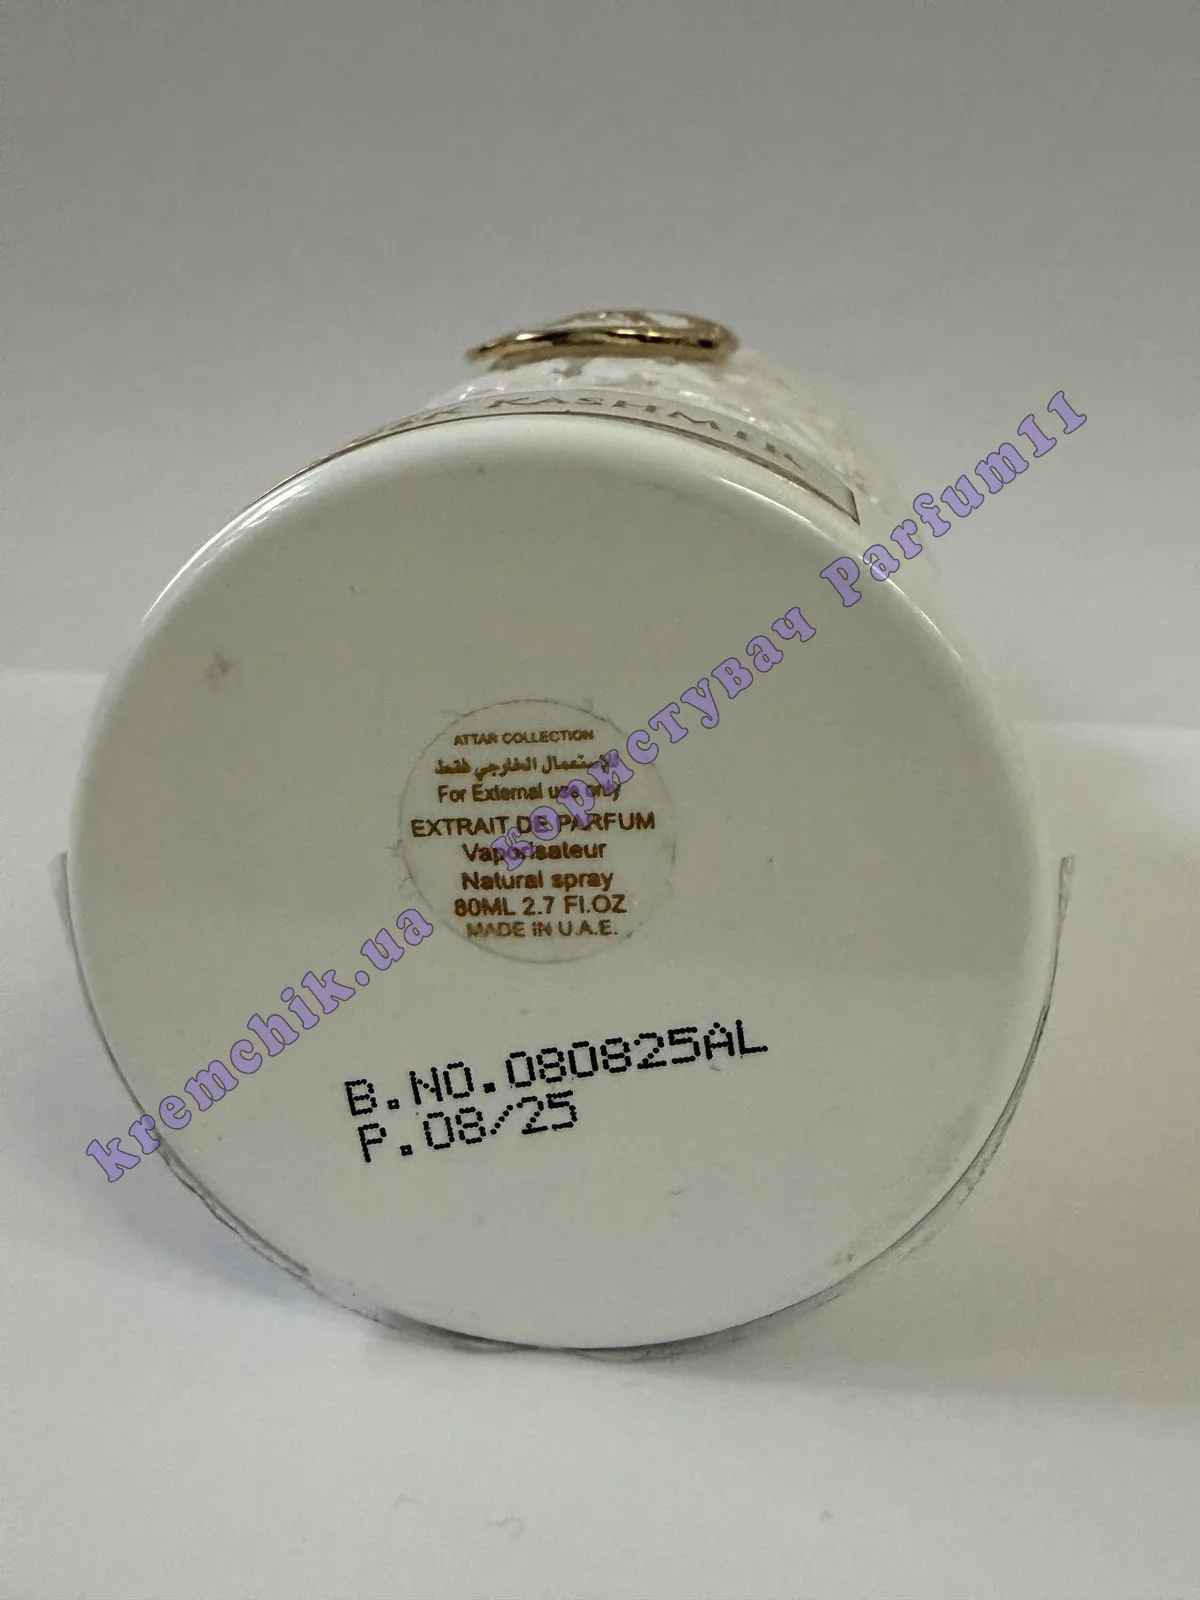 KASHMIR
ATTAR COLLECTION
للإستعمال الخارجي فقط
For External use only
EXTRAIT DE PARFUM
Vaporisateur
Natural spray
80ML 2.7 Fl.OZ
MADE iN U.A.E.
B.NO.080825AL
P.08/25
kremchik.ua користувач Parfum11